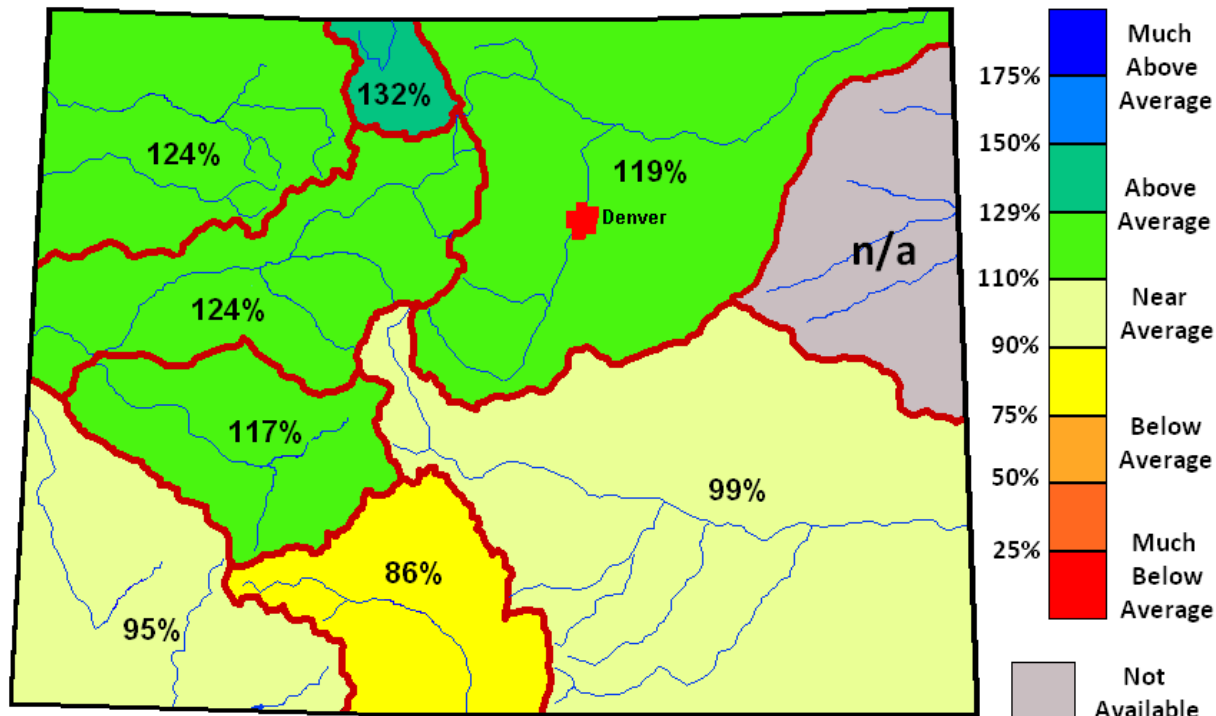 132%
124%
119%
Denver
n/a
124%
117%
99%
86%
95%
Much
Above
Average
175%
150%
Above
Average
129%
110%
Near
Average
90%
75%
Below
Average
50%
25%
Much
Below
Average
Not
Available